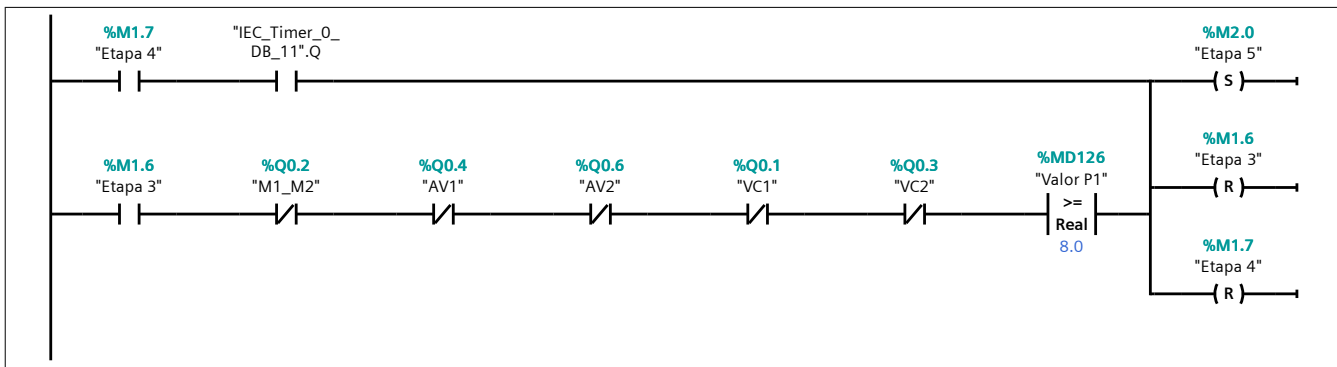 %M1.7
"Etapa 4"
"IEC_Timer_0_
DB_11".Q
%M2.0
"Etapa 5"
S
%M1.6
"Etapa 3"
R
%M1.6
"Etapa 3"
%Q0.2
"M1_M2"
%Q0.4
"AV1"
%Q0.6
"AV2"
%Q0.1
"VC1"
%Q0.3
"VC2"
%MD126
"Valor P1"
>=
Real
8.0
%M1.7
"Etapa 4"
R